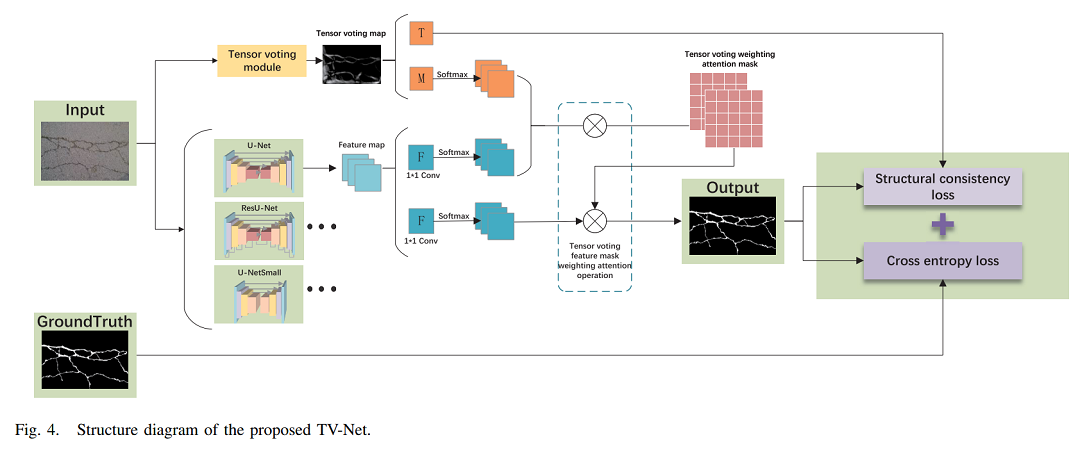 Tensor voting map
Tensor voting
module
T
M
Softmax
Tensor voting weighting
attention mask
Input
U-Net
Feature map
F
Softmax
1*1 Conv
ResU-Net
F
Softmax
1*1 Conv
U-NetSmall
Tensor voting
feature mask
weighting attention
operation
Output
Structural consistency
loss
+
Cross entropy loss
GroundTruth
Fig. 4. Structure diagram of the proposed TV-Net.